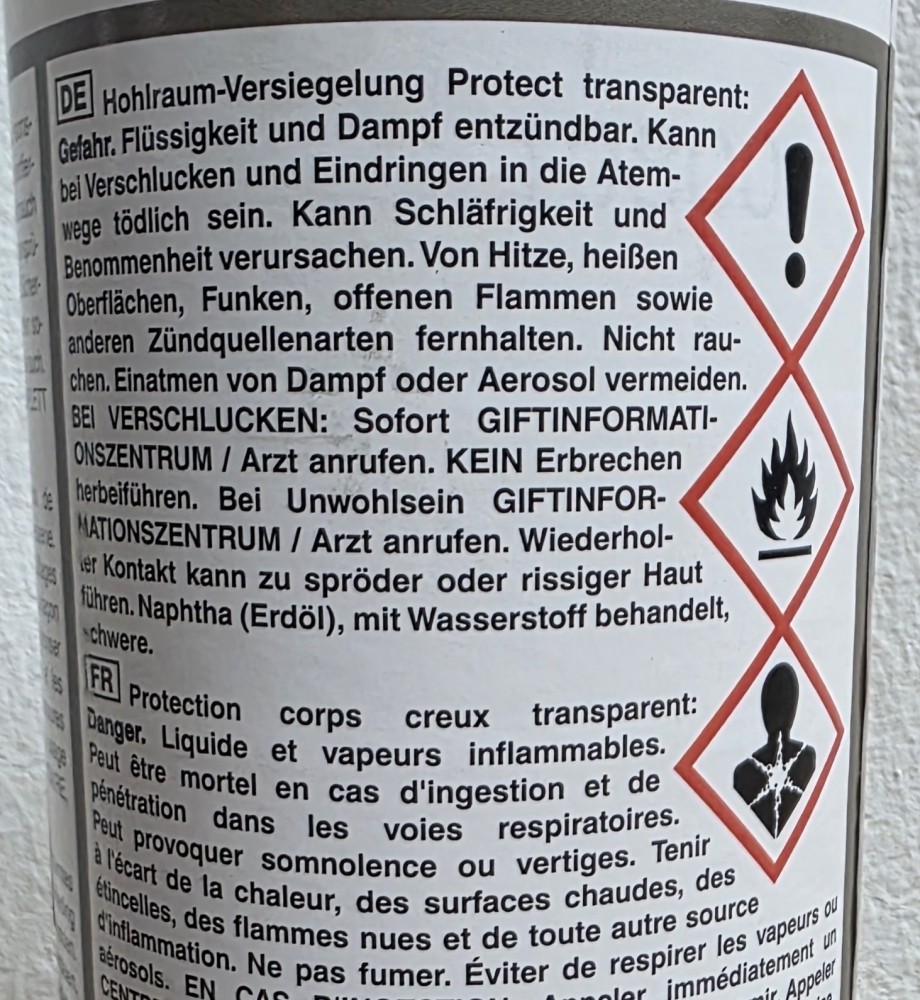 DE Hohlraum-Versiegelung Protect transparent:
Gefahr. Flüssigkeit und Dampf entzündbar. Kann
bei Verschlucken und Eindringen in die Atem-
wege tödlich sein. Kann Schläfrigkeit und
Benommenheit verursachen. Von Hitze, heißen
Oberflächen, Funken, offenen Flammen sowie
anderen Zündquellenarten fernhalten. Nicht rau-
chen. Einatmen von Dampf oder Aerosol vermeiden.
BEI VERSCHLUCKEN: Sofort GIFTINFORMATI-
ONSZENTRUM / Arzt anrufen. KEIN Erbrechen
herbeiführen. Bei Unwohlsein GIFTINFOR-
MATIONSZENTRUM / Arzt anrufen. Wiederhol-
ter Kontakt kann zu spröder oder rissiger Haut
führen. Naphtha (Erdöl), mit Wasserstoff behandelt,
schwere.
FR Protection corps creux transparent:
Danger. Liquide et vapeurs inflammables.
Peut être mortel en cas d'ingestion et de
pénétration dans les voies respiratoires.
Peut provoquer somnolence ou vertiges. Tenir
à l'écart de la chaleur, des surfaces chaudes, des
étincelles, des flammes nues et de toute autre source
d'inflammation. Ne pas fumer. Éviter de respirer les vapeurs ou
aérosols. EN CAS immédiatement un
Appeler